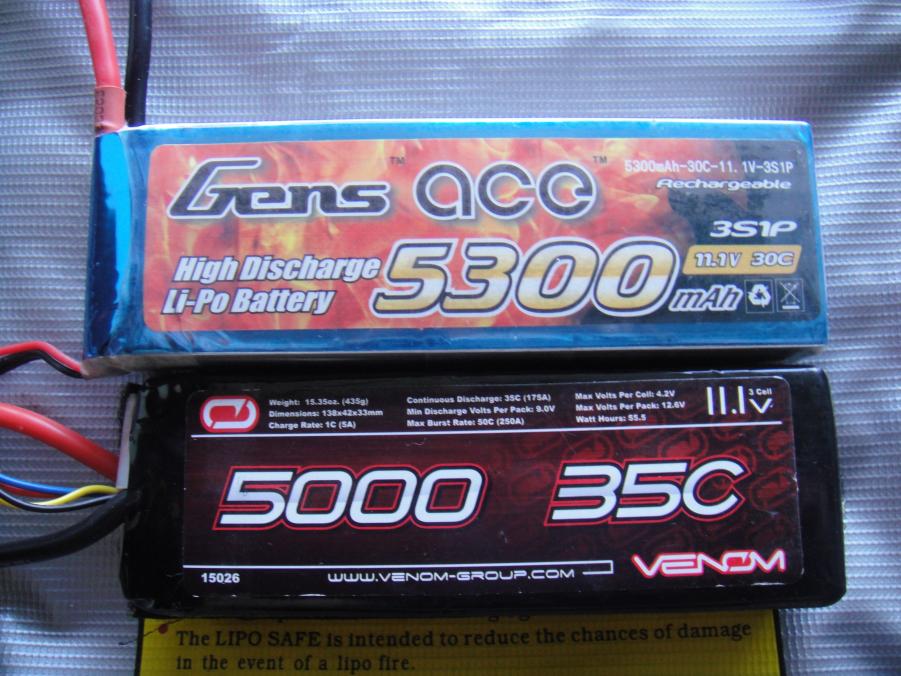 Gens ace
TM TM
5300mAh-30C-11.1V-3S1P
Rechargeable
3S1P
11.1V 30C
High Discharge
Li-Po Battery
5300 mAh
Weight: 15.35oz. (435g)
Dimensions: 138x42x33mm
Charge Rate: 1C (5A)
Continuous Discharge: 35C (175A)
Min Discharge Volts Per Pack: 9.0V
Max Burst Rate: 50C (250A)
Max Volts Per Cell: 4.2V
Max Volts Per Pack: 12.6V
Watt Hours: 55.5
3 Cell
11.1v
5000 35C
15026
WWW.VENOM-GROUP.COM
VENOM
The LIPO SAFE is intended to reduce the chances of damage
in the event of a lipo fire.